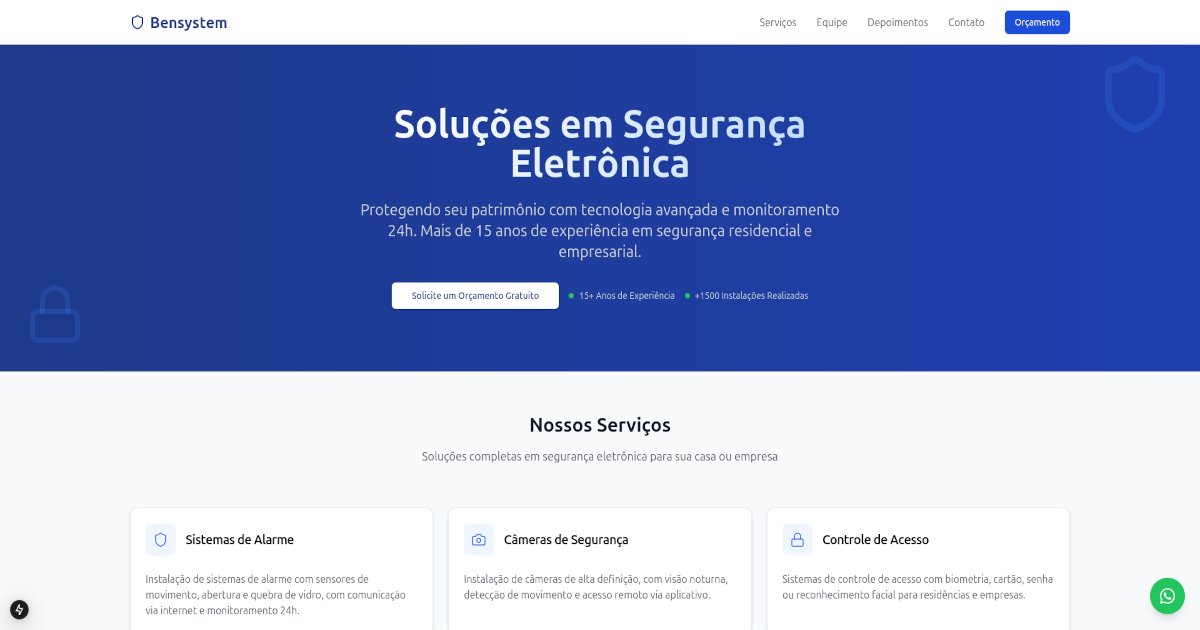 Bensystem
Serviços
Equipe
Depoimentos
Contato
Orçamento
Soluções em Segurança
Eletrônica
Protegendo seu patrimônio com tecnologia avançada e monitoramento
24h. Mais de 15 anos de experiência em segurança residencial e
empresarial.
Solicite um Orçamento Gratuito
15+ Anos de Experiência
+1500 Instalações Realizadas
Nossos Serviços
Soluções completas em segurança eletrônica para sua casa ou empresa
Sistemas de Alarme
Instalação de sistemas de alarme com sensores de
movimento, abertura e quebra de vidro, com comunicação
via internet e monitoramento 24h.
Câmeras de Segurança
Instalação de câmeras de alta definição, com visão noturna,
detecção de movimento e acesso remoto via aplicativo.
Controle de Acesso
Sistemas de controle de acesso com biometria, cartão, senha
ou reconhecimento facial para residências e empresas.